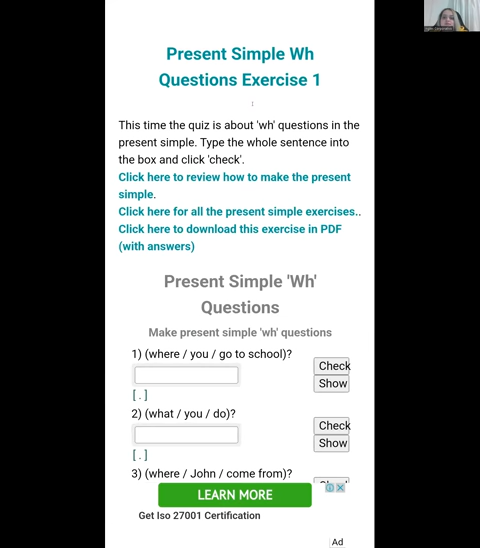 Present Simple Wh
Questions Exercise 1
This time the quiz is about 'wh' questions in the
present simple. Type the whole sentence into
the box and click 'check'.
Click here to review how to make the present
simple.
Click here for all the present simple exercises..
Click here to download this exercise in PDF
(with answers)
Present Simple 'Wh'
Questions
Make present simple 'wh' questions
1) (where / you / go to school)?
Check
Show
[ . ]
2) (what / you / do)?
Check
Show
[ . ]
3) (where / John / come from)?
LEARN MORE
Get Iso 27001 Certification
Ad